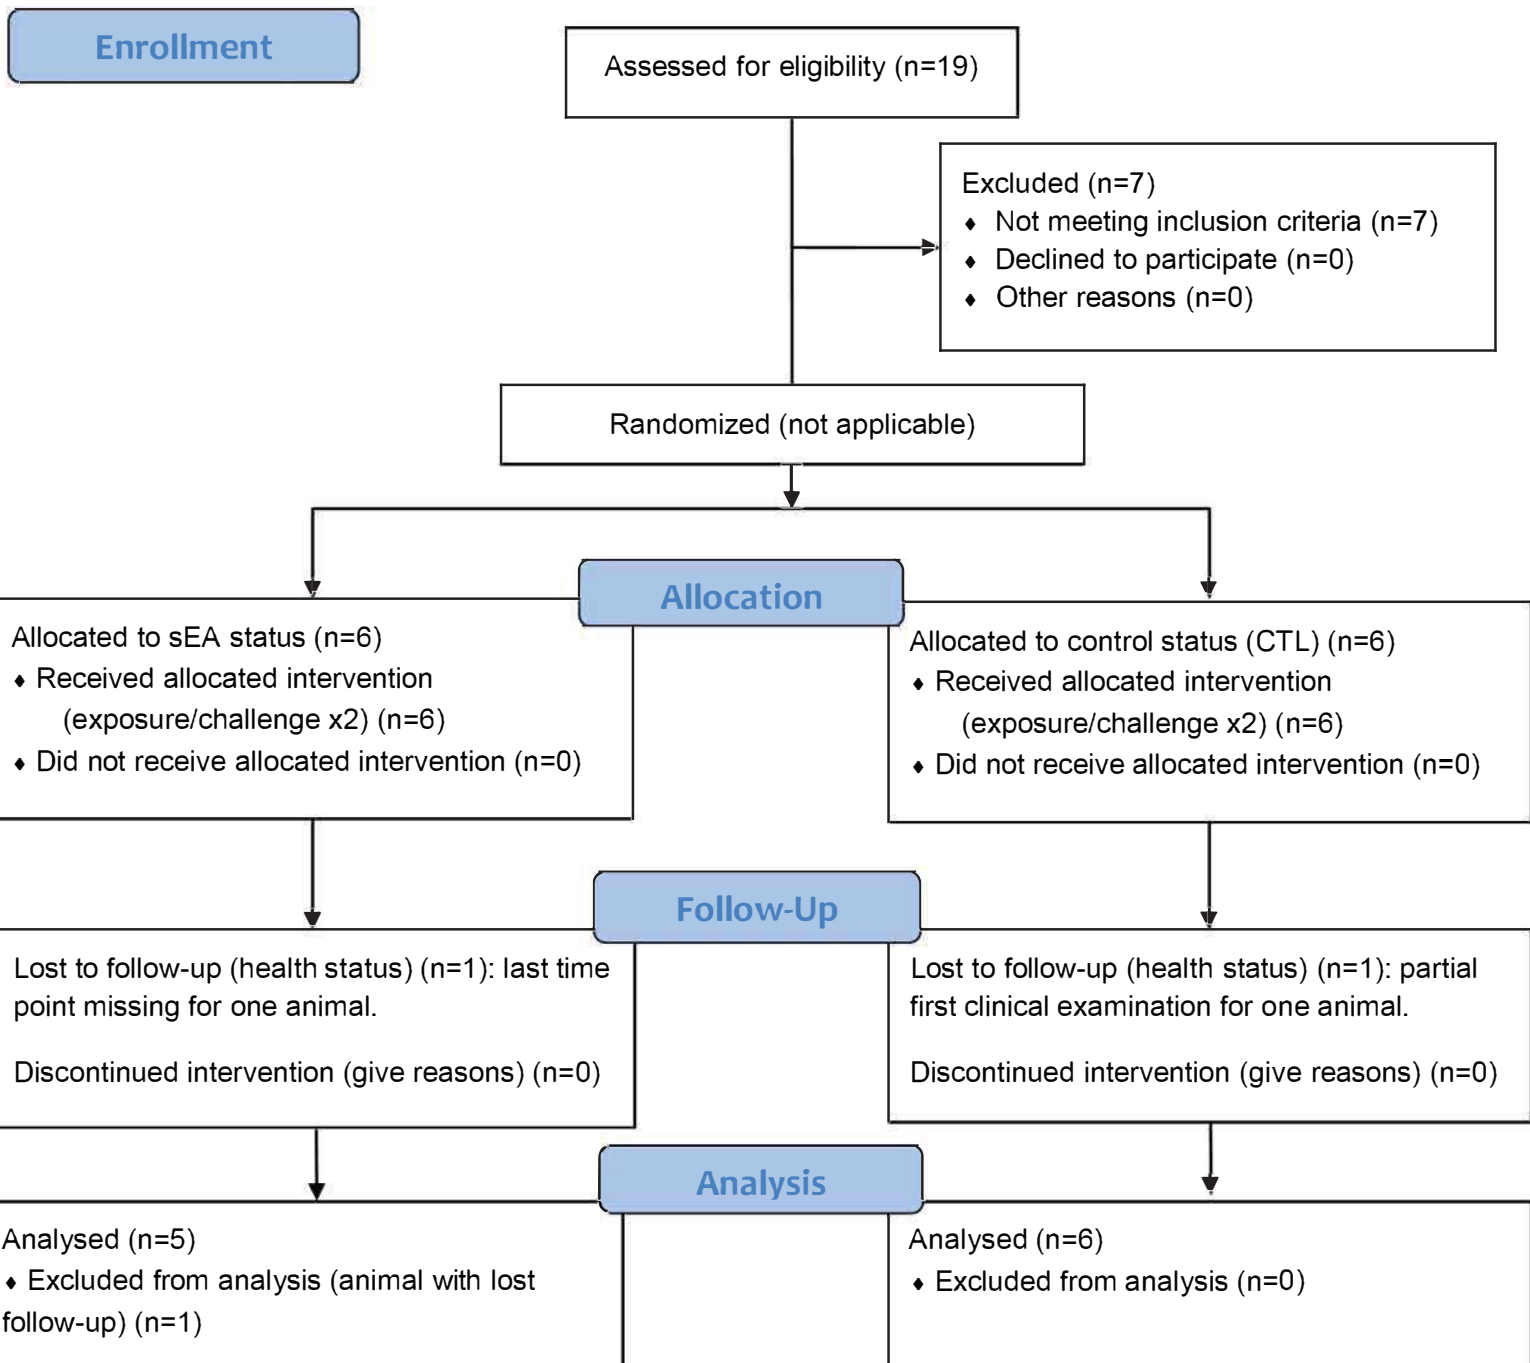 Enrollment
Assessed for eligibility (n=19)
Excluded (n=7)
♦ Not meeting inclusion criteria (n=7)
♦ Declined to participate (n=0)
♦ Other reasons (n=0)
Randomized (not applicable)
Allocation
Allocated to sEA status (n=6)
♦ Received allocated intervention
(exposure/challenge x2) (n=6)
♦ Did not receive allocated intervention (n=0)
Allocated to control status (CTL) (n=6)
♦ Received allocated intervention
(exposure/challenge x2) (n=6)
♦ Did not receive allocated intervention (n=0)
Follow-Up
Lost to follow-up (health status) (n=1): last time
point missing for one animal.
Discontinued intervention (give reasons) (n=0)
Lost to follow-up (health status) (n=1): partial
first clinical examination for one animal.
Discontinued intervention (give reasons) (n=0)
Analysis
Analysed (n=5)
♦ Excluded from analysis (animal with lost
follow-up) (n=1)
Analysed (n=6)
♦ Excluded from analysis (n=0)